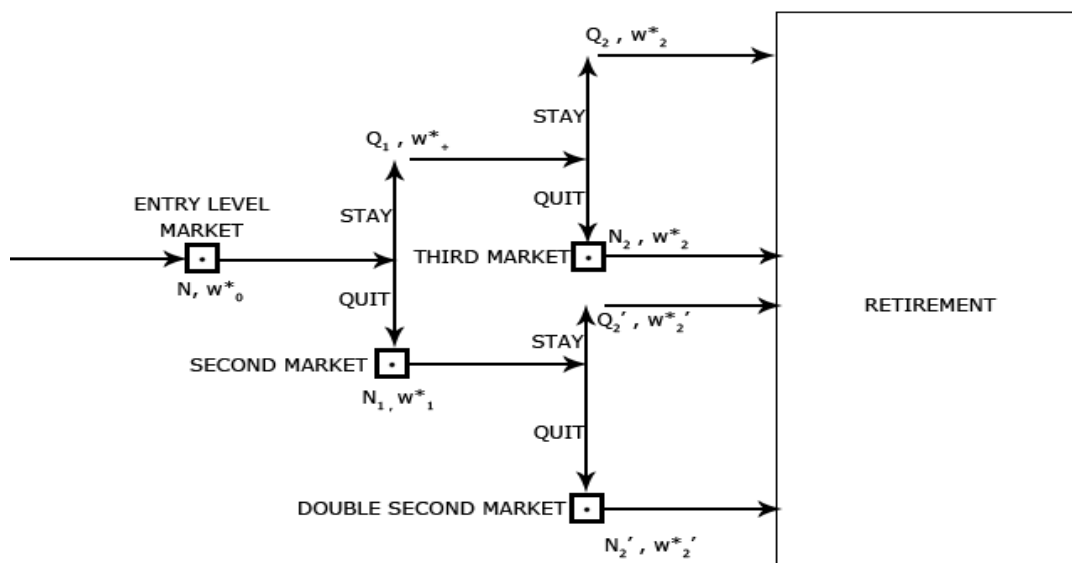 Q₂ , w*₂
STAY
Q₁ , w*₊
ENTRY LEVEL
MARKET
STAY
QUIT
N₂ , w*₂
THIRD MARKET
N, w*₀
QUIT
Q₂′ , w*₂′
RETIREMENT
STAY
SECOND MARKET
N₁, w*₁
QUIT
DOUBLE SECOND MARKET
N₂′ , w*₂′